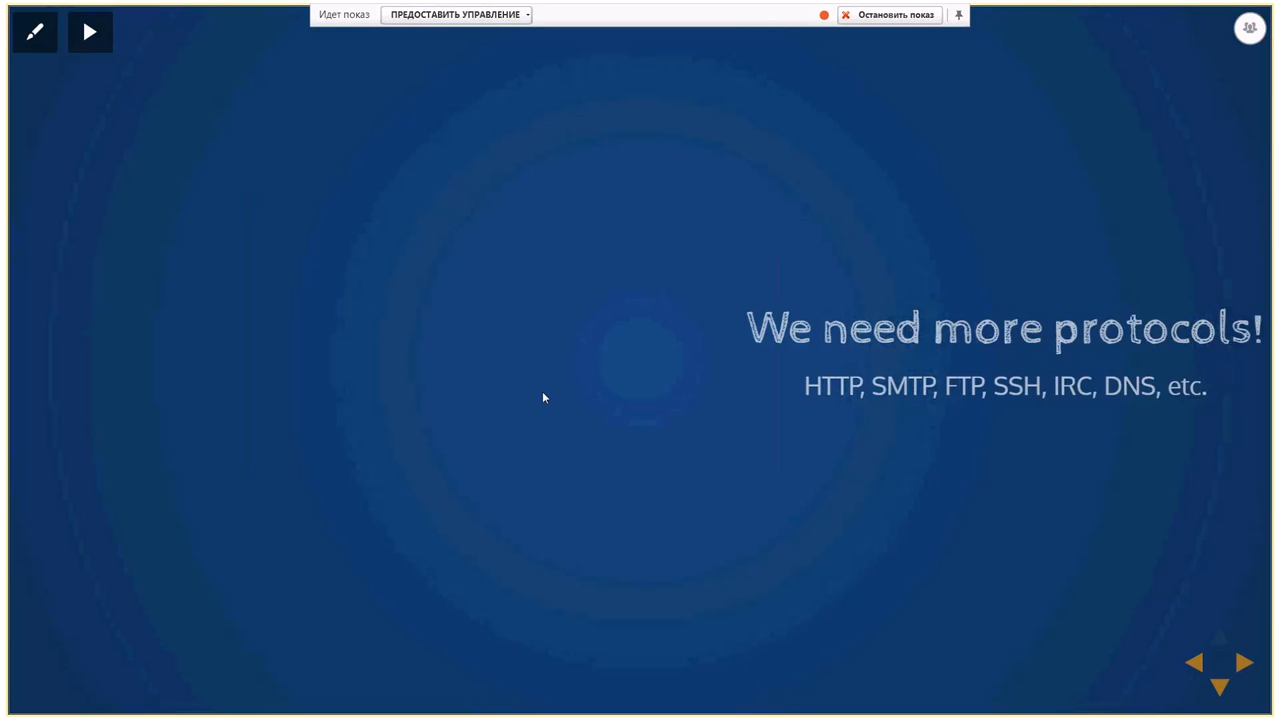 Идет показ
ПРЕДОСТАВИТЬ УПРАВЛЕНИЕ
Остановить показ
We need more protocols!
HTTP, SMTP, FTP, SSH, IRC, DNS, etc.